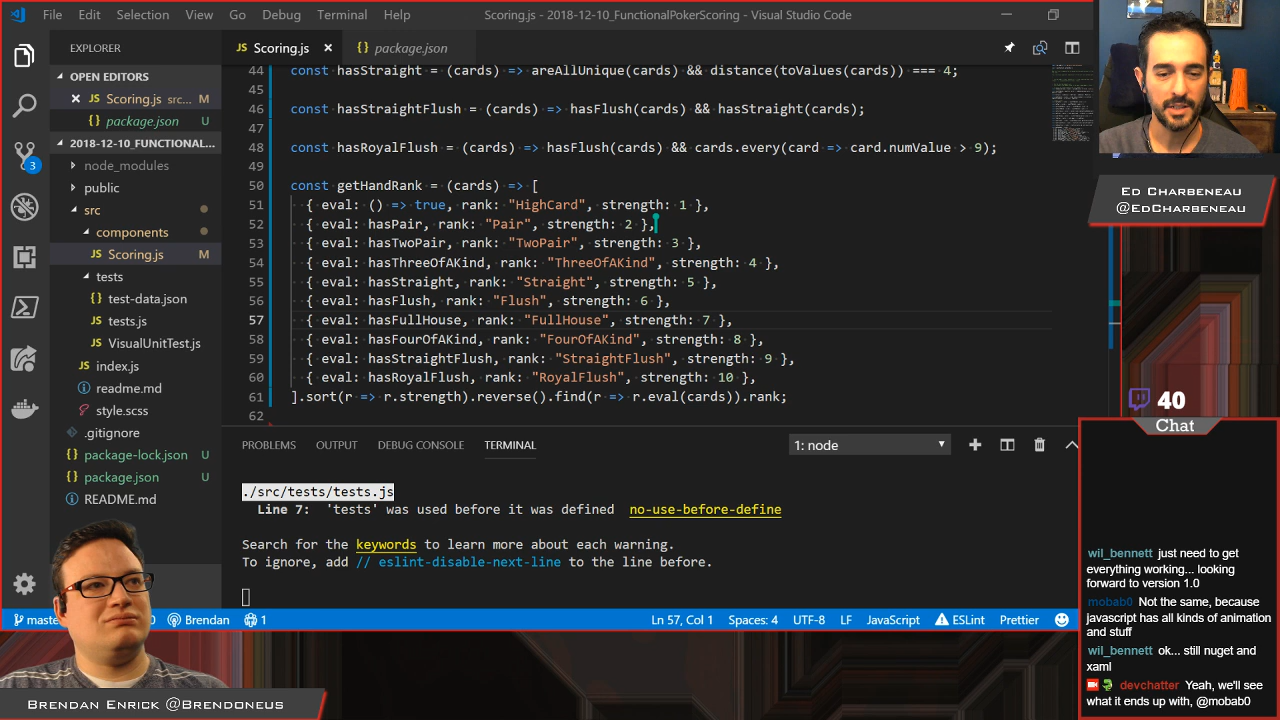 File Edit Selection View Go Debug Terminal Help
Scoring.js - 2018-12-10_FunctionalPokerScoring - Visual Studio Code
EXPLORER
OPEN EDITORS
Scoring.js src... M
package.json U
2018-12-10_FUNCTIONAL...
node_modules
public
src
components
Scoring.js M
tests
test-data.json
tests.js
VisualUnitTest.js
index.js
readme.md
style.scss
.gitignore
package-lock.json U
package.json U
README.md
3
JS Scoring.js
{} package.json
44 const hasStraight = (cards) => areAllUnique(cards) && distance(toValues(cards)) === 4;
45
46 const hasStraightFlush = (cards) => hasFlush(cards) && hasStraight(cards);
47
48 const hasRoyalFlush = (cards) => hasFlush(cards) && cards.every(card => card.numValue > 9);
49
50 const getHandRank = (cards) => [
51 { eval: () => true, rank: "HighCard", strength: 1 },
52 { eval: hasPair, rank: "Pair", strength: 2 },
53 { eval: hasTwoPair, rank: "TwoPair", strength: 3 },
54 { eval: hasThreeOfAKind, rank: "ThreeOfAKind", strength: 4 },
55 { eval: hasStraight, rank: "Straight", strength: 5 },
56 { eval: hasFlush, rank: "Flush", strength: 6 },
57 { eval: hasFullHouse, rank: "FullHouse", strength: 7 },
58 { eval: hasFourOfAKind, rank: "FourOfAKind", strength: 8 },
59 { eval: hasStraightFlush, rank: "StraightFlush", strength: 9 },
60 { eval: hasRoyalFlush, rank: "RoyalFlush", strength: 10 },
61 ].sort(r => r.strength).reverse().find(r => r.eval(cards)).rank;
62
PROBLEMS OUTPUT DEBUG CONSOLE TERMINAL
1: node
./src/tests/tests.js
Line 7: 'tests' was used before it was defined no-use-before-define
Search for the keywords to learn more about each warning.
To ignore, add // eslint-disable-next-line to the line before.
Brendan 1
Ln 57, Col 1 Spaces: 4 UTF-8 LF JavaScript ESLint Prettier
Ed Charbeneau
@EdCharbeneau
40
Chat
wil_bennett just need to get
everything working... looking
forward to version 1.0
mobab0 Not the same, because
javascript has all kinds of animation
and stuff
wil_bennett ok... still nuget and
xaml
devchatter Yeah, we'll see
what it ends up with, @mobab0
Brendan Enrick @Brendoneus